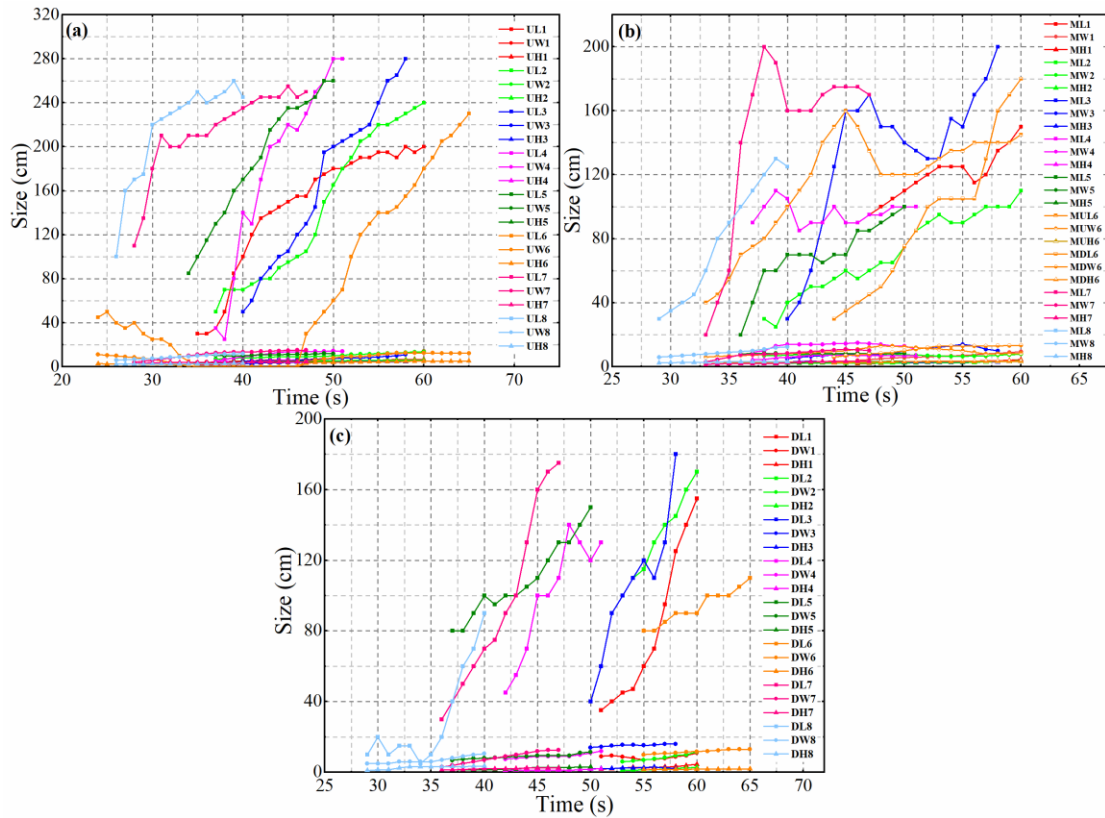 (a)
Size (cm)
320
280
240
200
160
120
80
40
0
20
30
40
50
60
70
Time (s)
UL1
UW1
UH1
UL2
UW2
UH2
UL3
UW3
UH3
UL4
UW4
UH4
UL5
UW5
UH5
UL6
UW6
UH6
UL7
UW7
UH7
UL8
UW8
UH8
(b)
Size (cm)
200
160
120
80
40
0
25
30
35
40
45
50
55
60
65
Time (s)
ML1
MW1
MH1
ML2
MW2
MH2
ML3
MW3
MH3
ML4
MW4
MH4
ML5
MW5
MH5
MUL6
MUW6
MUH6
MDL6
MDW6
MDH6
ML7
MW7
MH7
ML8
MW8
MH8
(c)
Size (cm)
200
160
120
80
40
0
25
30
35
40
45
50
55
60
65
70
Time (s)
DL1
DW1
DH1
DL2
DW2
DH2
DL3
DW3
DH3
DL4
DW4
DH4
DL5
DW5
DH5
DL6
DW6
DH6
DL7
DW7
DH7
DL8
DW8
DH8